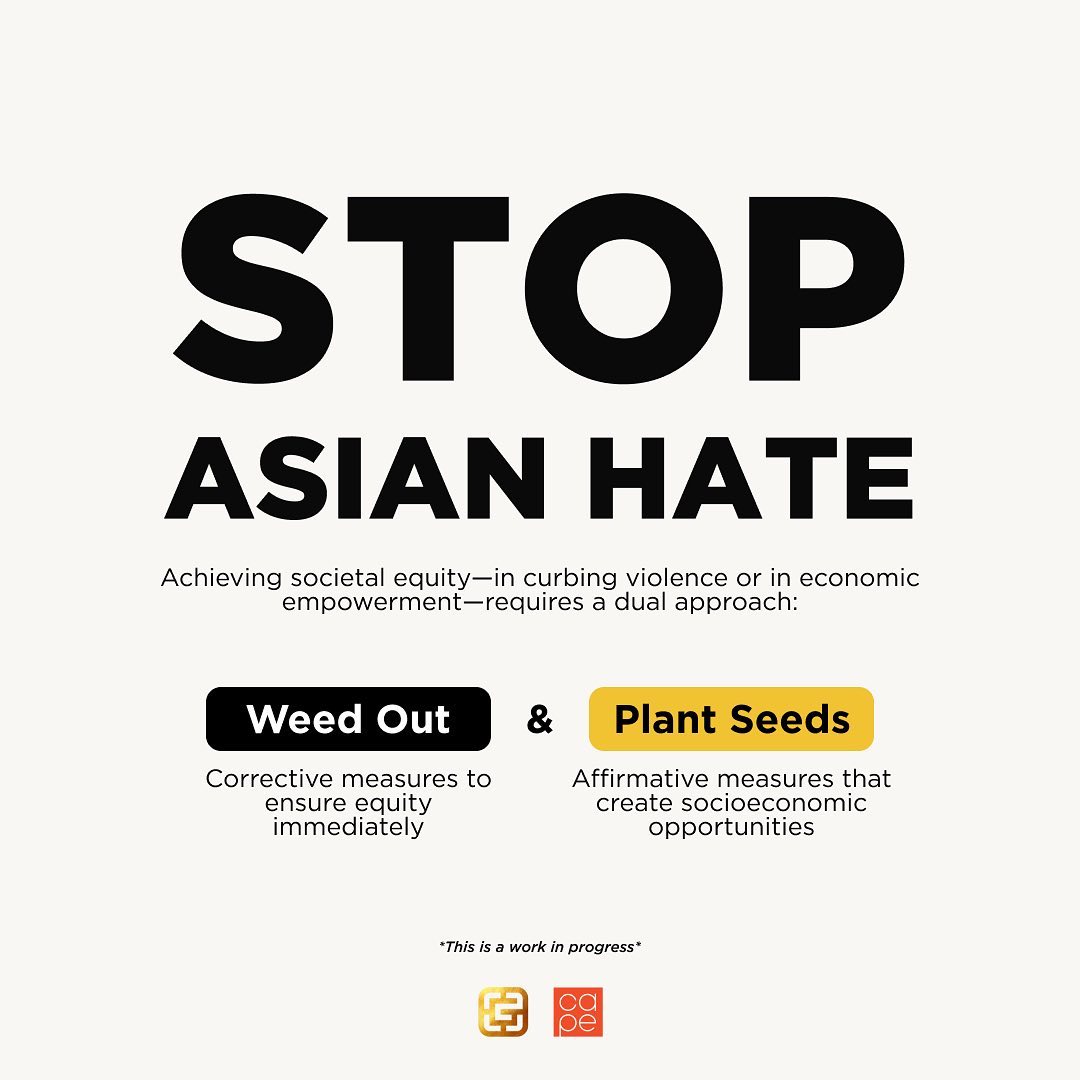 STOP
ASIAN HATE
Achieving societal equity—in curbing violence or in economic
empowerment—requires a dual approach:
Weed Out & Plant Seeds
Corrective measures to
ensure equity
immediately
Affirmative measures that
create socioeconomic
opportunities
*This is a work in progress*
ca
pe